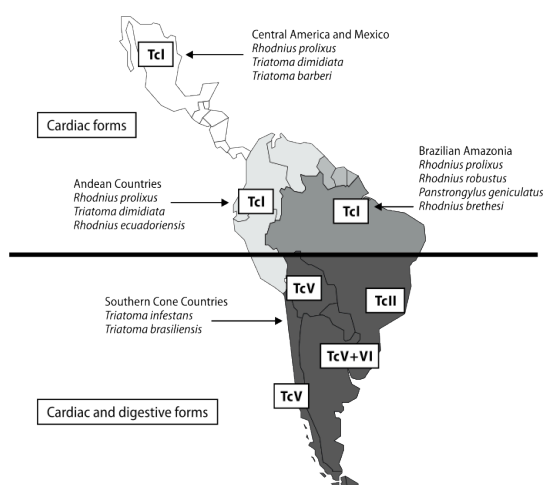 Central America and Mexico
Rhodnius prolixus
Triatoma dimidiata
Triatoma barberi
TcI
Cardiac forms
Andean Countries
Rhodnius prolixus
Triatoma dimidiata
Rhodnius ecuadoriensis
TcI
TcI
Brazilian Amazonia
Rhodnius prolixus
Rhodnius robustus
Panstrongylus geniculatus
Rhodnius brethesi
Southern Cone Countries
Triatoma infestans
Triatoma brasiliensis
TcV
TcII
TcV+VI
TcV
Cardiac and digestive forms